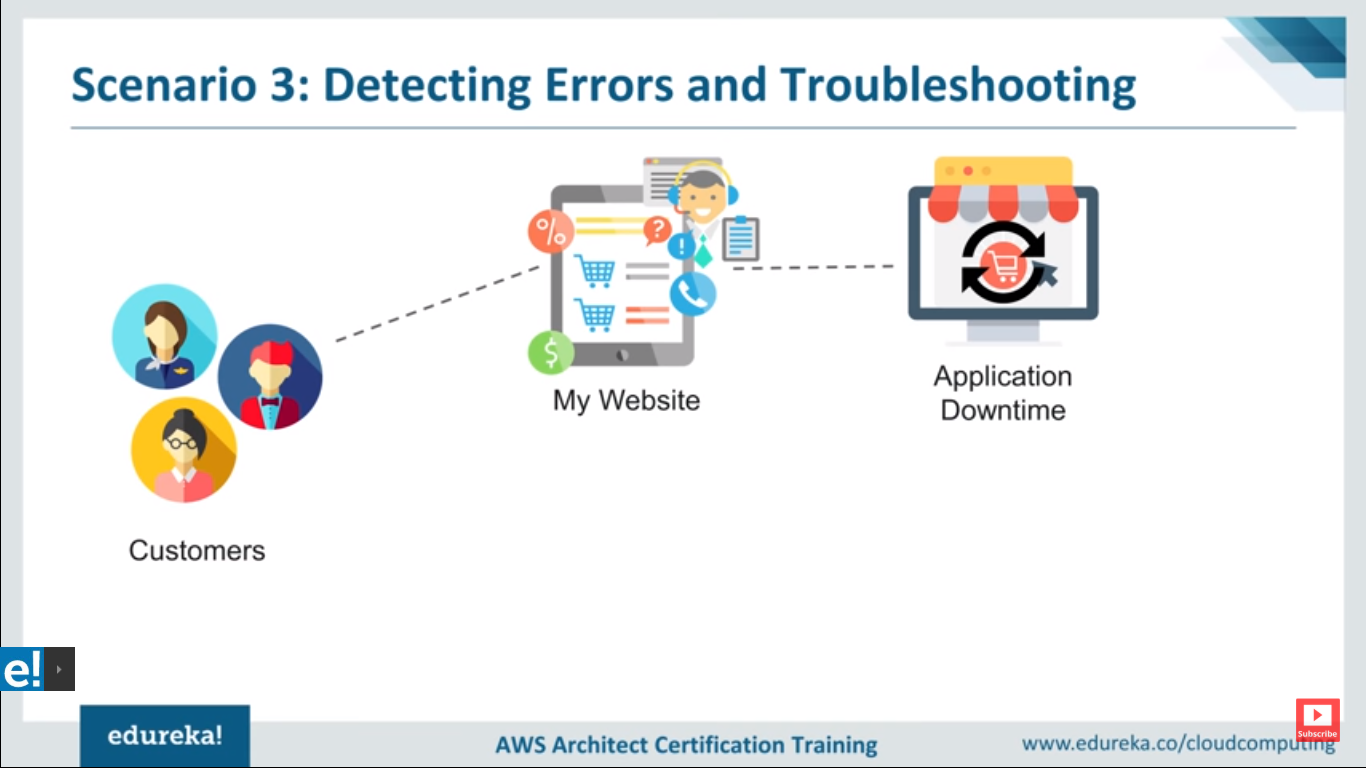 Scenario 3: Detecting Errors and Troubleshooting
%
?
!
$
My Website
Application
Downtime
Customers
e!
edureka!
AWS Architect Certification Training
www.edureka.co/cloudcomputing
Subscribe